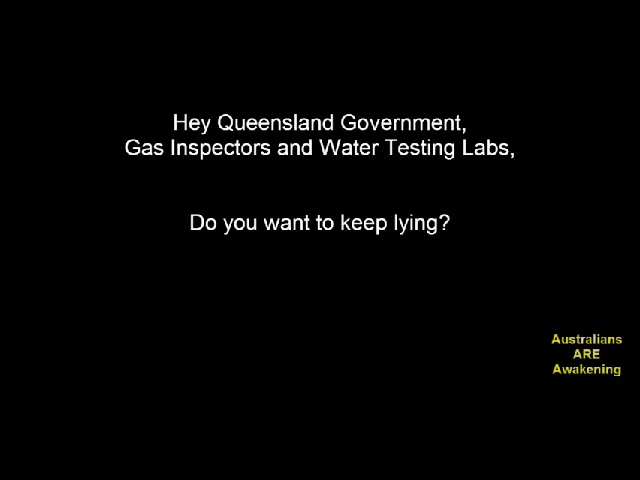 Hey Queensland Government,
Gas Inspectors and Water Testing Labs,
Do you want to keep lying?
Australians
ARE
Awakening